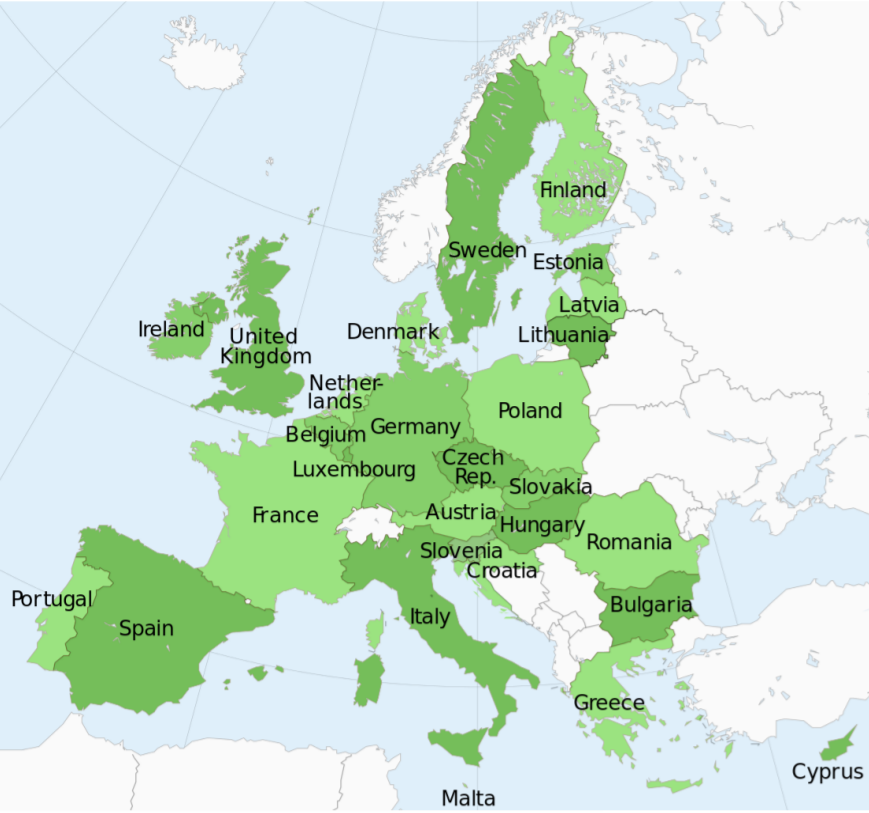 Finland
Sweden
Estonia
Latvia
Lithuania
Denmark
Ireland
United
Kingdom
Nether-
lands
Belgium
Germany
Poland
Luxembourg
Czech
Rep.
Slovakia
France
Austria
Hungary
Romania
Slovenia
Croatia
Portugal
Spain
Italy
Bulgaria
Greece
Cyprus
Malta